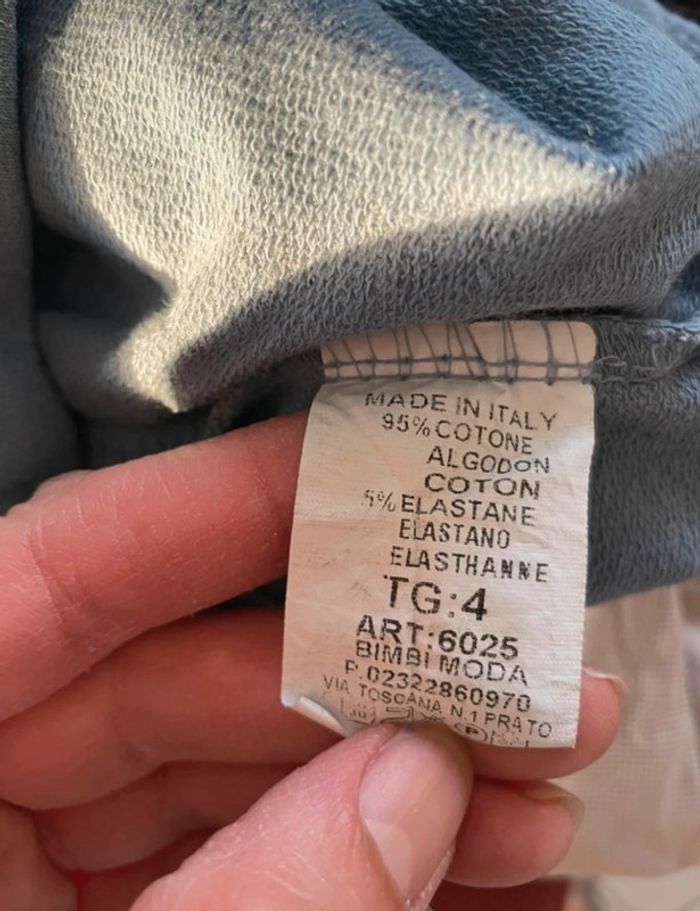 MADE IN ITALY
95% COTONE
ALGODON
COTON
5% ELASTANE
ELASTANO
ELASTHANNE
TG:4
ART:6025
BIMBI MODA
P.02322860970
VIA TOSCANA N.1 PRATO
P